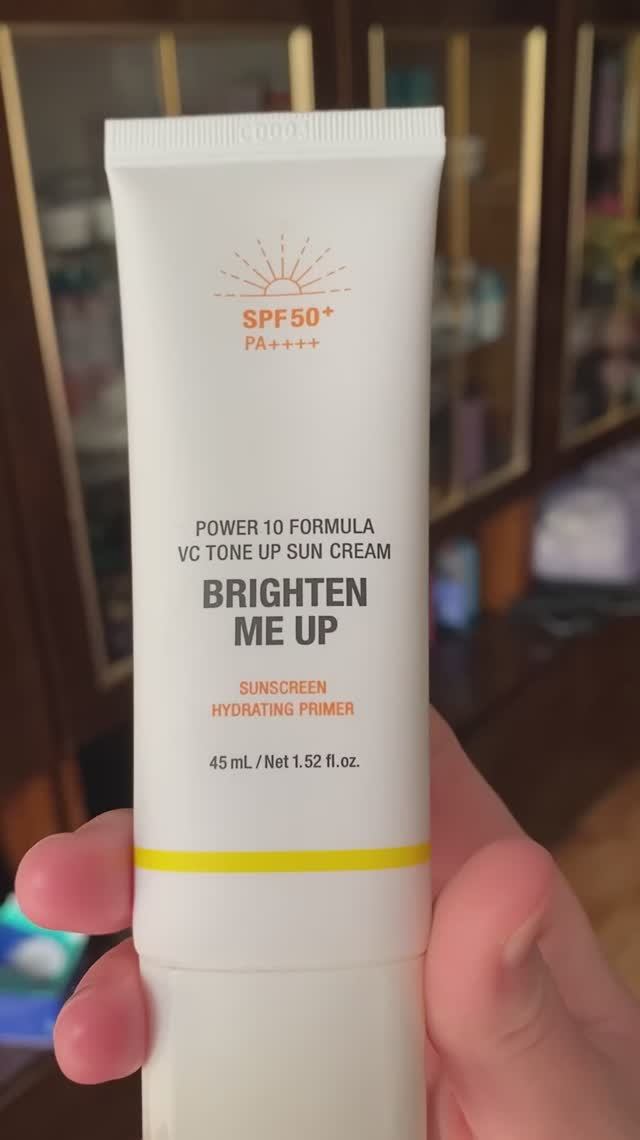 SPF50+
PA++++
POWER 10 FORMULA
VC TONE UP SUN CREAM
BRIGHTEN
ME UP
SUNSCREEN
HYDRATING PRIMER
45 mL / Net 1.52 fl.oz.